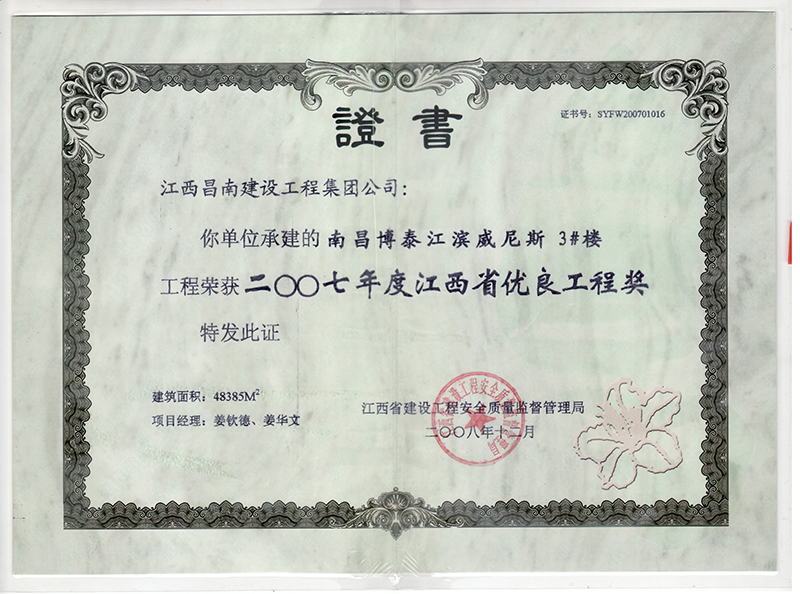 證書
证书号：SYFW200701016
江西昌南建设工程集团公司：
你单位承建的南昌博泰江滨威尼斯 3#楼
工程荣获二〇〇七年度江西省优良工程奖
特发此证
建筑面积：48385M²
项目经理：姜钦德、姜华文
江西省建设工程安全质量监督管理局
二〇〇八年十二月